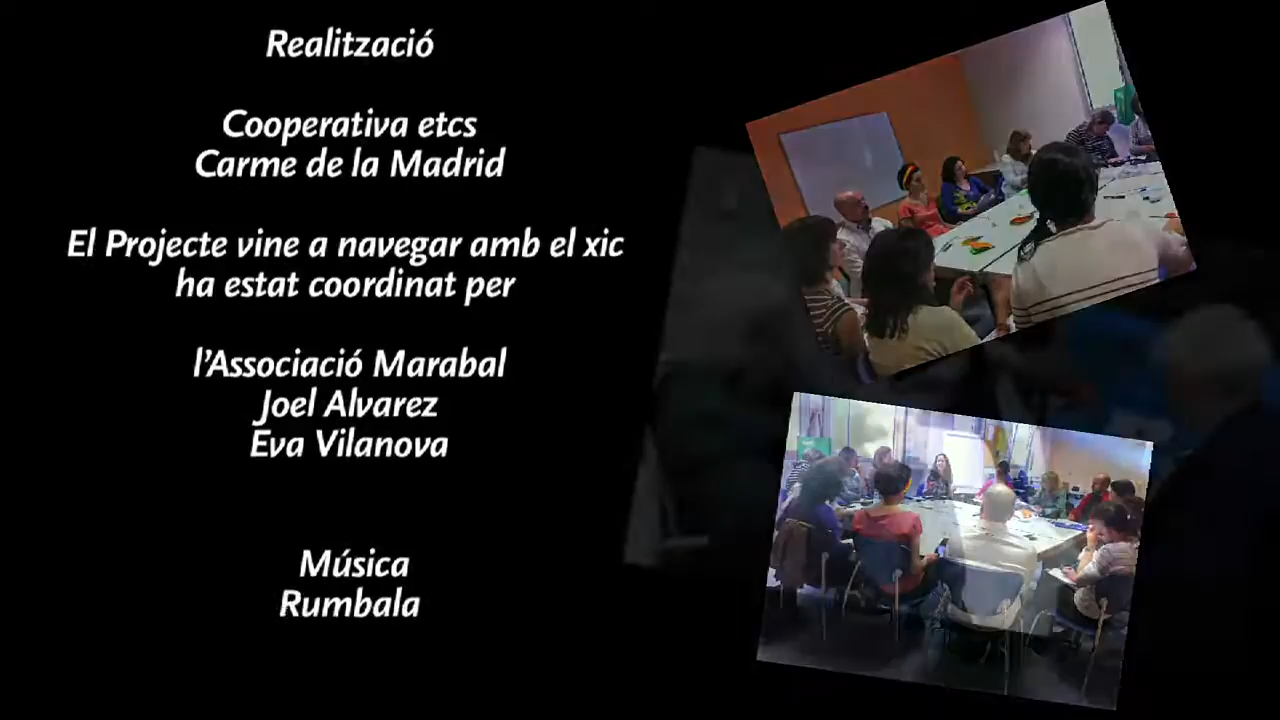 Realització
Cooperativa etcs
Carme de la Madrid
El Projecte vine a navegar amb el xic
ha estat coordinat per
l’Associació Marabal
Joel Alvarez
Eva Vilanova
Música
Rumbala